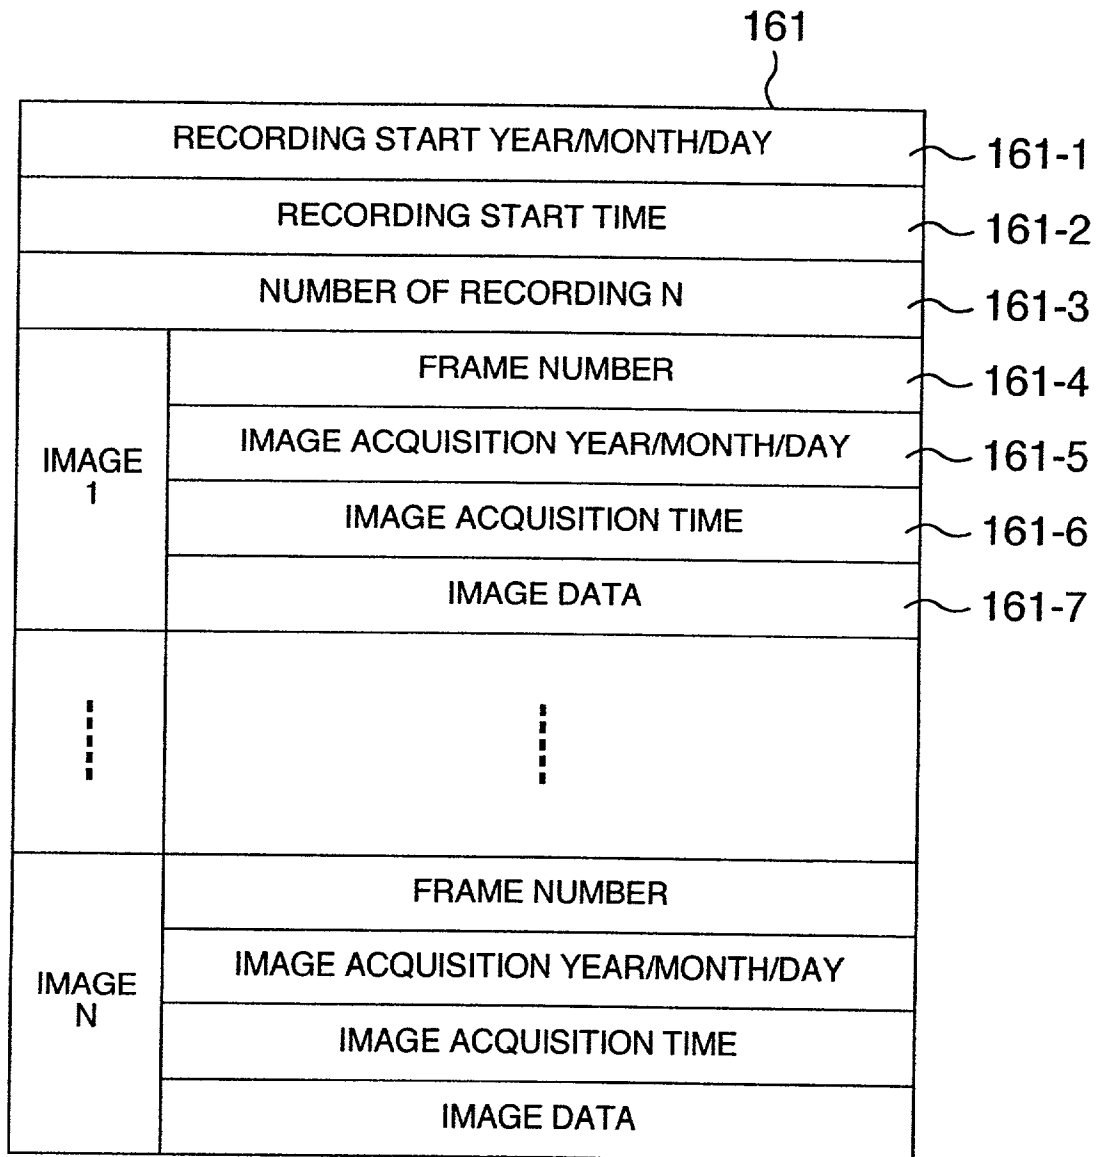 161
RECORDING START YEAR/MONTH/DAY 161-1
RECORDING START TIME 161-2
NUMBER OF RECORDING N 161-3
IMAGE
1
FRAME NUMBER 161-4
IMAGE ACQUISITION YEAR/MONTH/DAY 161-5
IMAGE ACQUISITION TIME 161-6
IMAGE DATA 161-7
IMAGE
N
FRAME NUMBER
IMAGE ACQUISITION YEAR/MONTH/DAY
IMAGE ACQUISITION TIME
IMAGE DATA